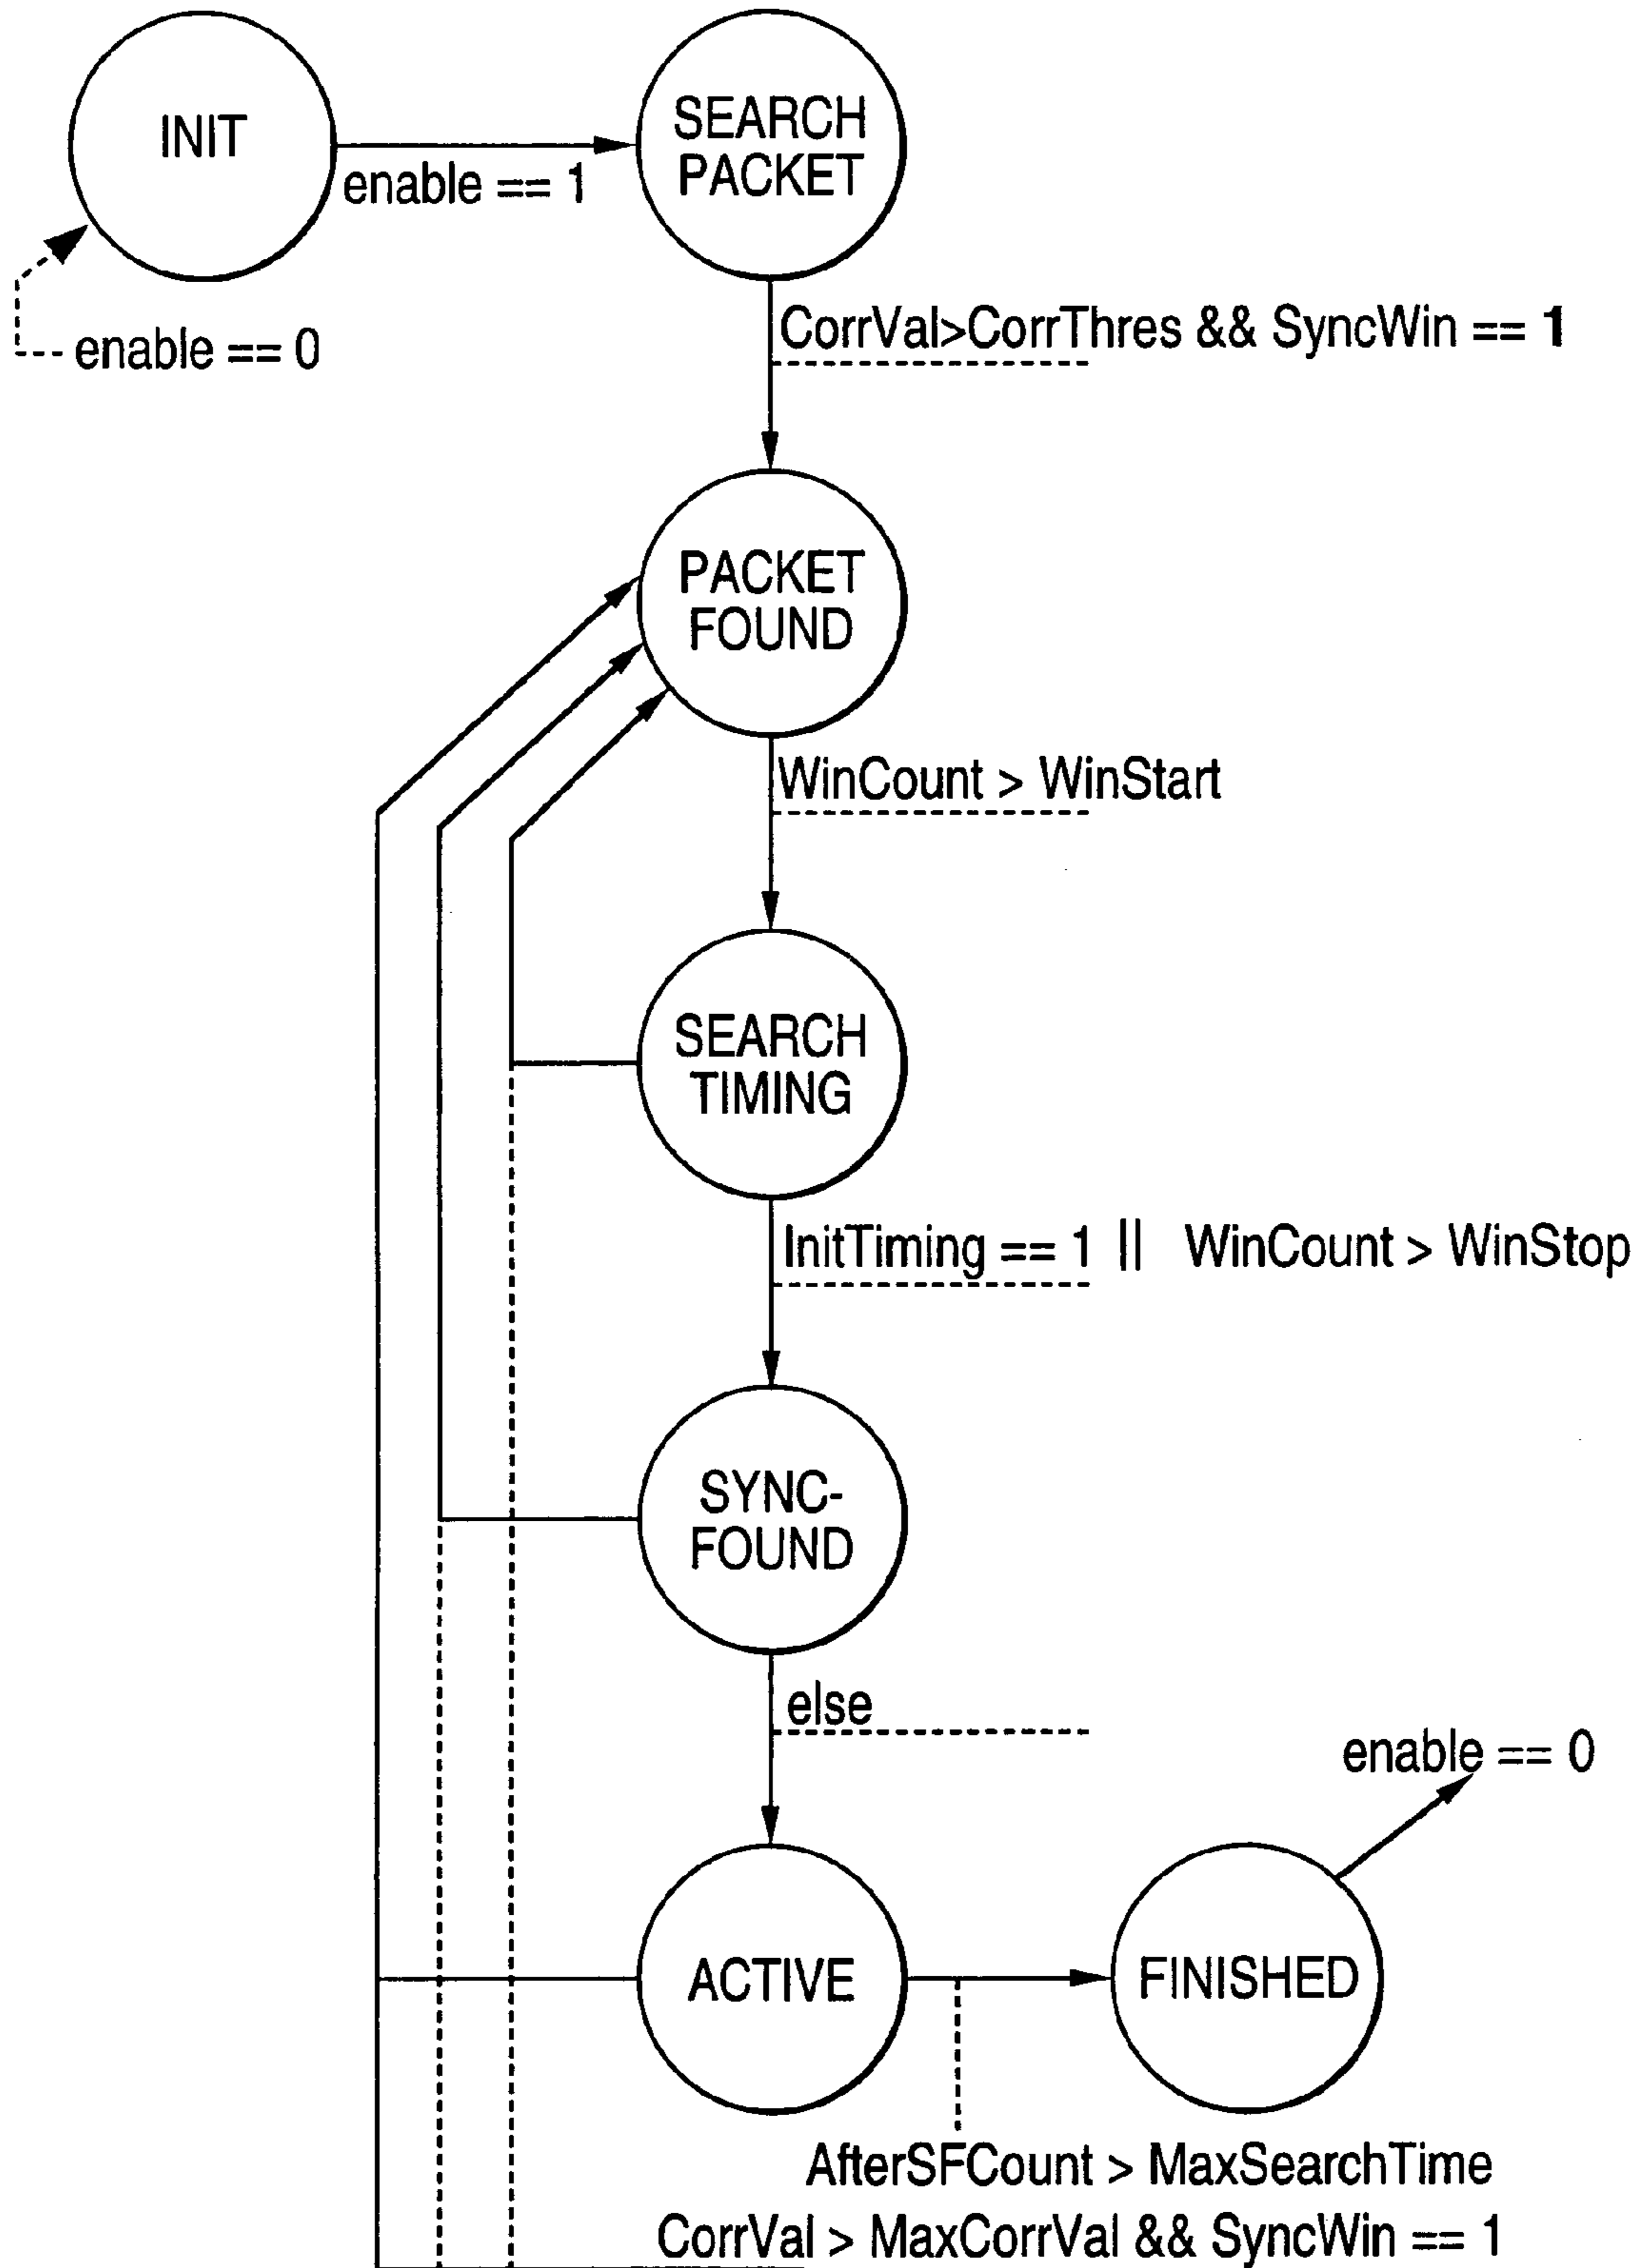 INIT
enable == 1
SEARCH
PACKET
enable == 0
CorrVal>CorrThres && SyncWin == 1
PACKET
FOUND
WinCount > WinStart
SEARCH
TIMING
InitTiming == 1 || WinCount > WinStop
SYNC-
FOUND
else
enable == 0
ACTIVE
FINISHED
AfterSFCount > MaxSearchTime
CorrVal > MaxCorrVal && SyncWin == 1